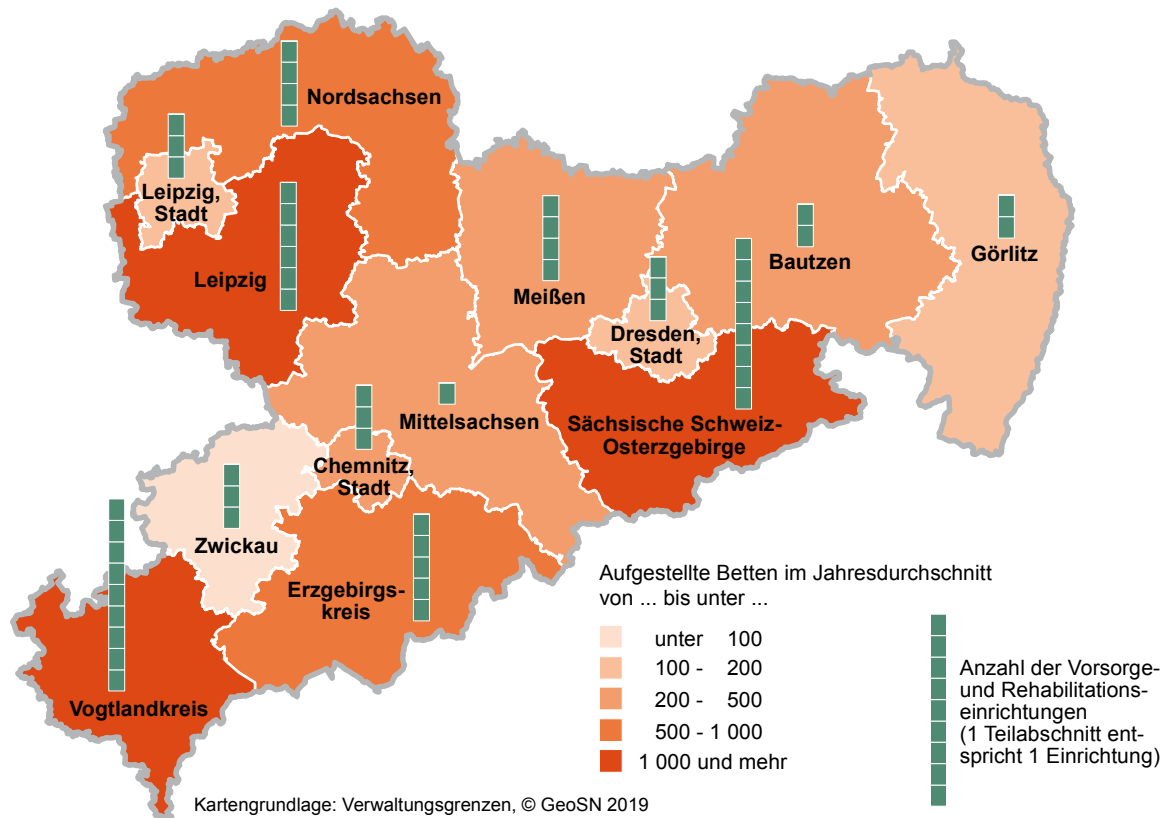 Nordsachsen
Leipzig,
Stadt
Leipzig
Meißen
Bautzen
Görlitz
Dresden,
Stadt
Mittelsachsen
Sächsische Schweiz-
Osterzgebirge
Chemnitz,
Stadt
Zwickau
Erzgebirgs-
kreis
Vogtlandkreis
Aufgestellte Betten im Jahresdurchschnitt
von ... bis unter ...
unter 100
100 - 200
200 - 500
500 - 1 000
1 000 und mehr
Anzahl der Vorsorge-
und Rehabilitations-
einrichtungen
(1 Teilabschnitt ent-
spricht 1 Einrichtung)
Kartengrundlage: Verwaltungsgrenzen, © GeoSN 2019